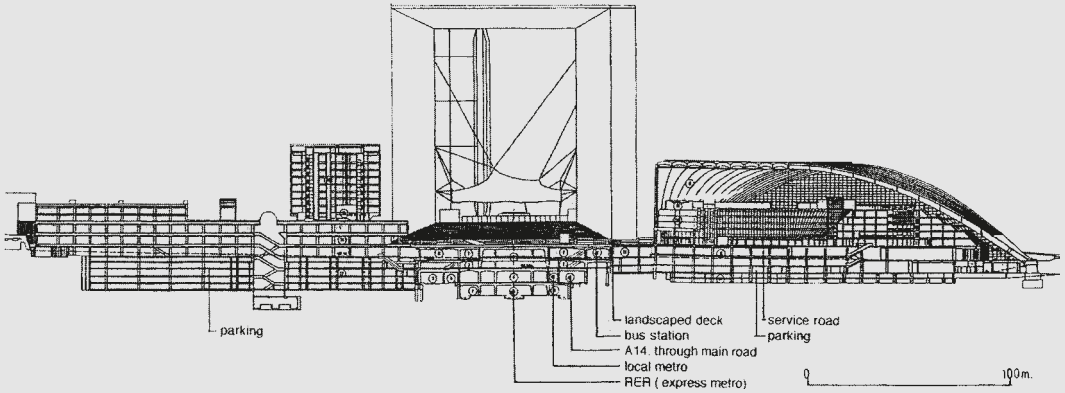 parking
landscaped deck
service road
bus station
parking
A14. through main road
local metro
RER ( express metro)
0 100m.